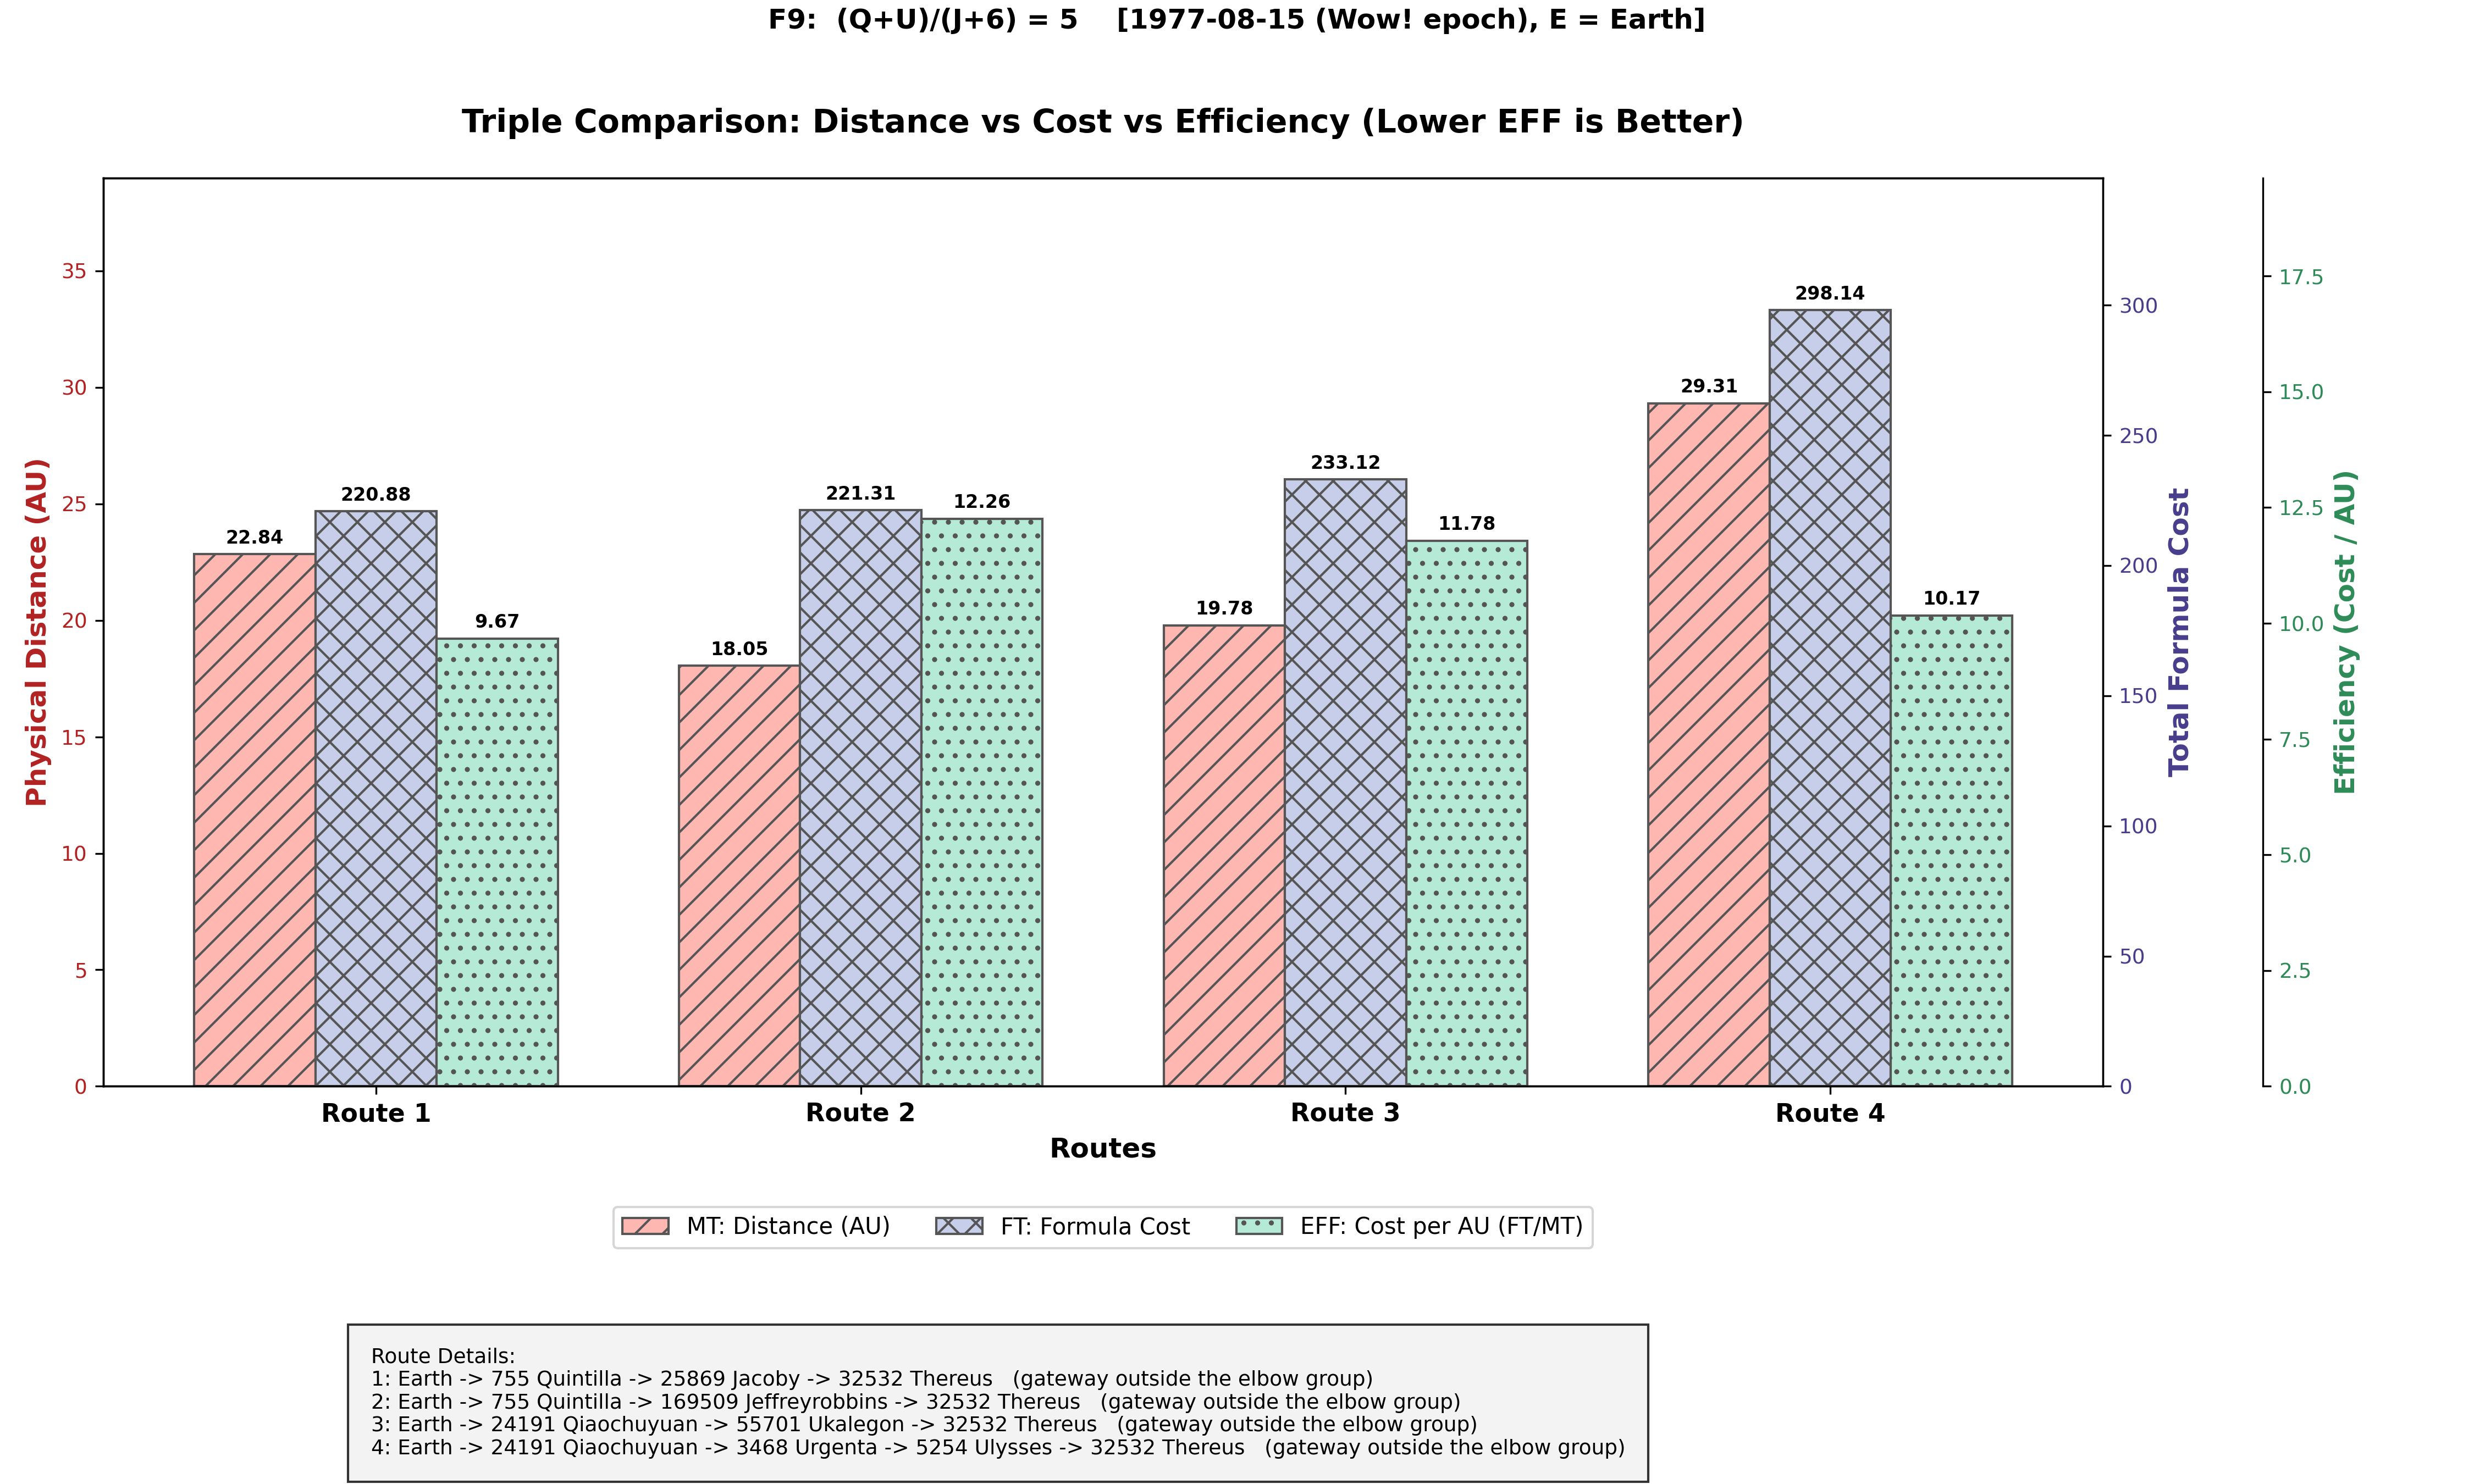 F9:  (Q+U)/(J+6) = 5    [1977-08-15 (Wow! epoch), E = Earth]
Triple Comparison: Distance vs Cost vs Efficiency (Lower EFF is Better)
Physical Distance (AU)
35
30
25
20
15
10
5
0
22.84
220.88
9.67
18.05
221.31
12.26
19.78
233.12
11.78
29.31
298.14
10.17
300
250
200
150
100
50
0
Total Formula Cost
17.5
15.0
12.5
10.0
7.5
5.0
2.5
0.0
Efficiency (Cost / AU)
Route 1
Route 2
Route 3
Route 4
Routes
MT: Distance (AU)
FT: Formula Cost
EFF: Cost per AU (FT/MT)
Route Details:
1: Earth -> 755 Quintilla -> 25869 Jacoby -> 32532 Thereus   (gateway outside the elbow group)
2: Earth -> 755 Quintilla -> 169509 Jeffreyrobbins -> 32532 Thereus   (gateway outside the elbow group)
3: Earth -> 24191 Qiaochuyuan -> 55701 Ukalegon -> 32532 Thereus   (gateway outside the elbow group)
4: Earth -> 24191 Qiaochuyuan -> 3468 Urgenta -> 5254 Ulysses -> 32532 Thereus   (gateway outside the elbow group)